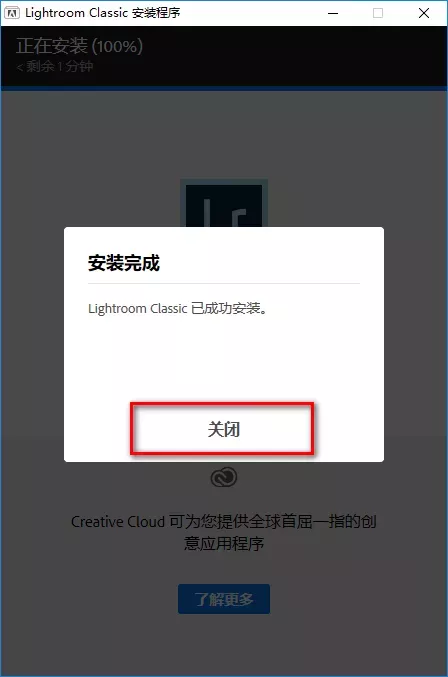 Lightroom Classic 安装程序
正在安装 (100%)
< 剩余 1 分钟
Lr
安装完成
Lightroom Classic 已成功安装。
关闭
Creative Cloud 可为您提供全球首屈一指的创
意应用程序
了解更多